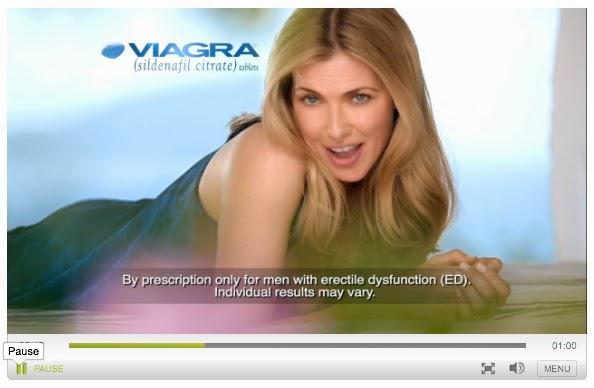 VIAGRA
(sildenafil citrate) tablets
By prescription only for men with erectile dysfunction (ED).
Individual results may vary.
01:00
Pause
PAUSE
MENU